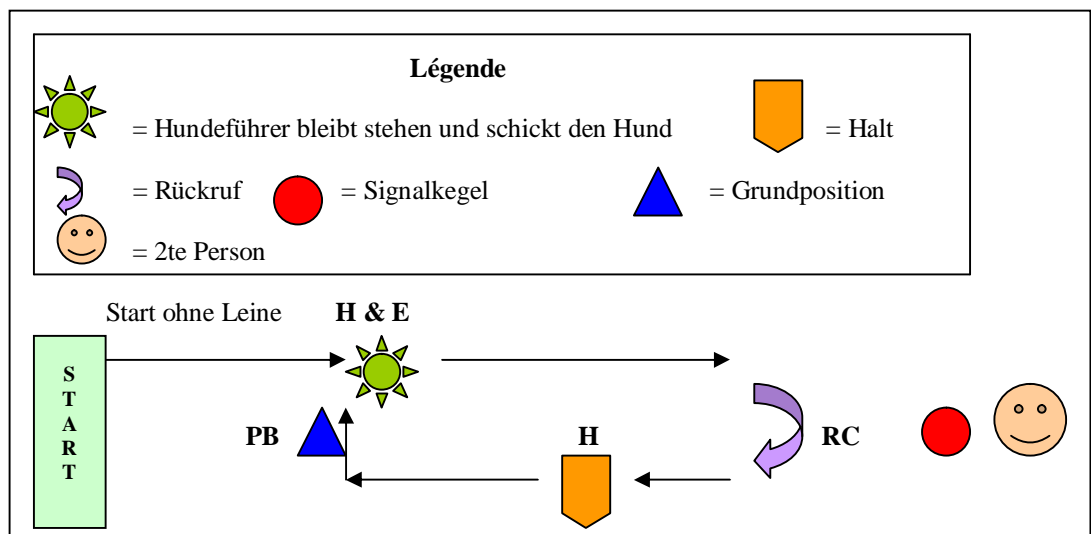 Légende
= Hundeführer bleibt stehen und schickt den Hund
= Halt
= Rückruf
= Signalkegel
= Grundposition
= 2te Person
Start ohne Leine
H & E
START
PB
H
RC